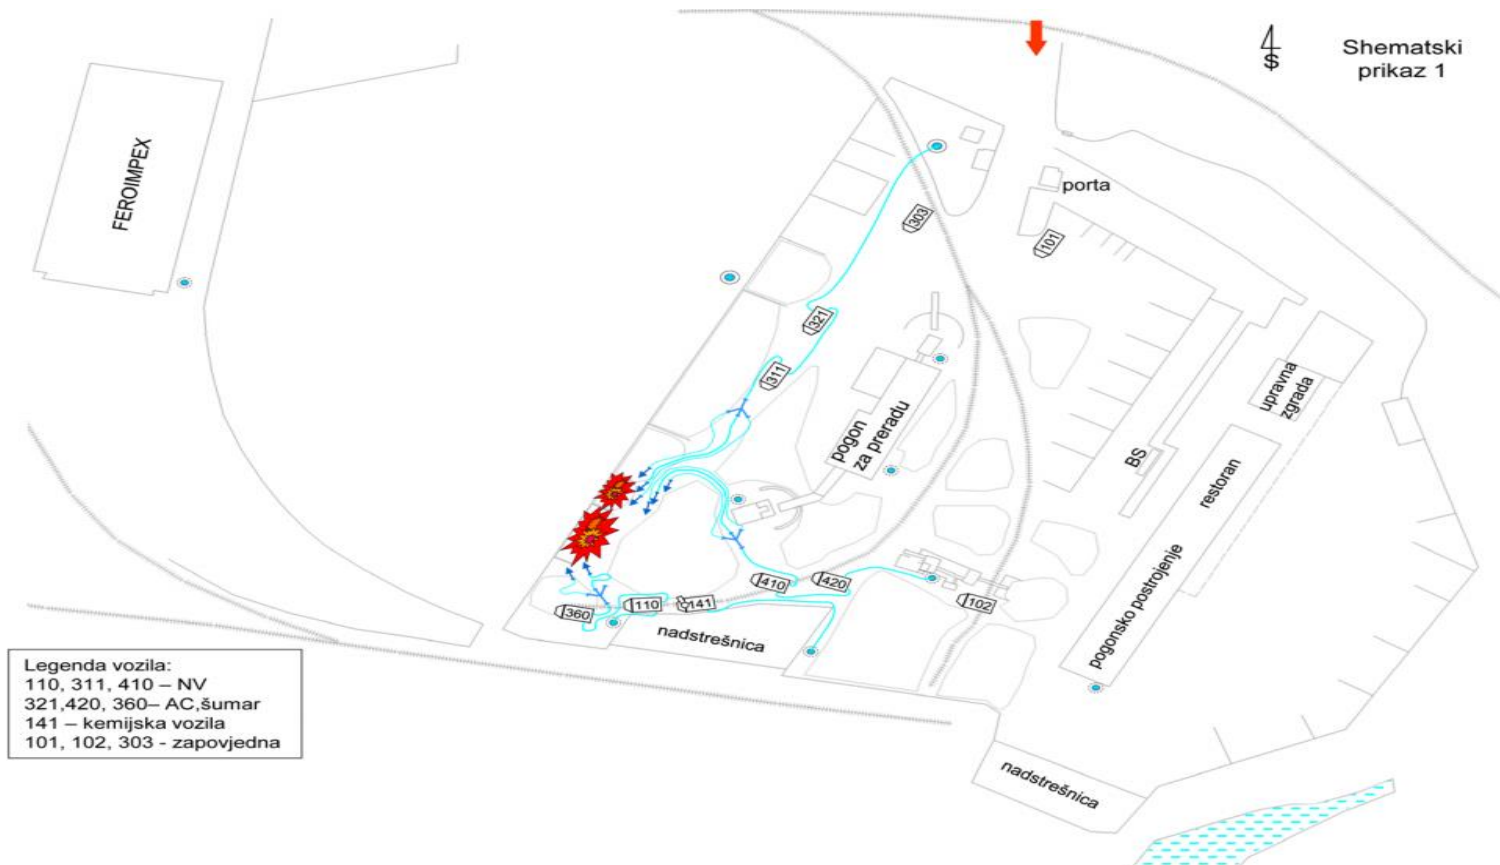 Shematski
prikaz 1
FEROIMPEX
porta
303
101
321
311
pogon
za preradu
upravna
zgrada
BS
restoran
pogonsko postrojenje
410
420
102
360
110
141
nadstrešnica
nadstrešnica
Legenda vozila:
110, 311, 410 – NV
321,420, 360– AC,šumar
141 – kemijska vozila
101, 102, 303 - zapovjedna